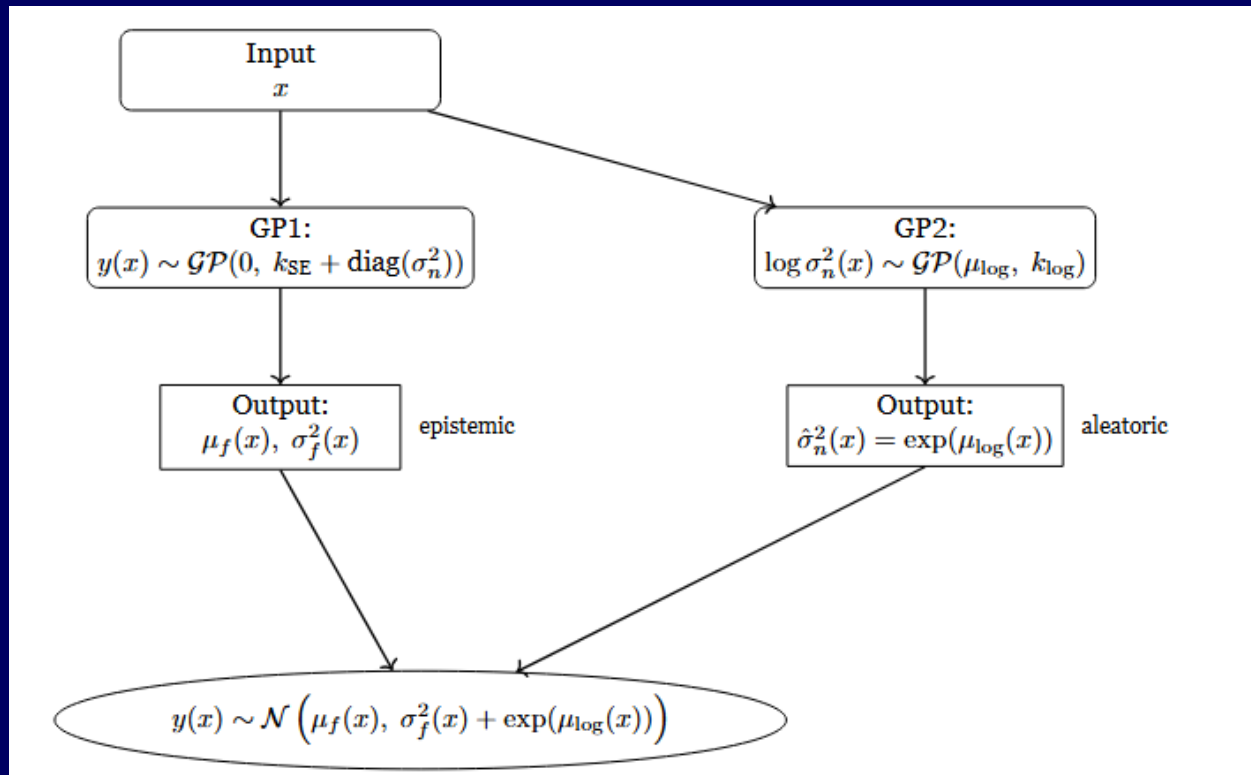 Input
x
GP1:
y(x) ∼ 𝒢𝒫(0, k_SE + diag(σ_n^2))
GP2:
log σ_n^2(x) ∼ 𝒢𝒫(μ_log, k_log)
Output:
μ_f(x), σ_f^2(x)
epistemic
Output:
σ̂_n^2(x) = exp(μ_log(x))
aleatoric
y(x) ∼ 𝒩(μ_f(x), σ_f^2(x) + exp(μ_log(x)))